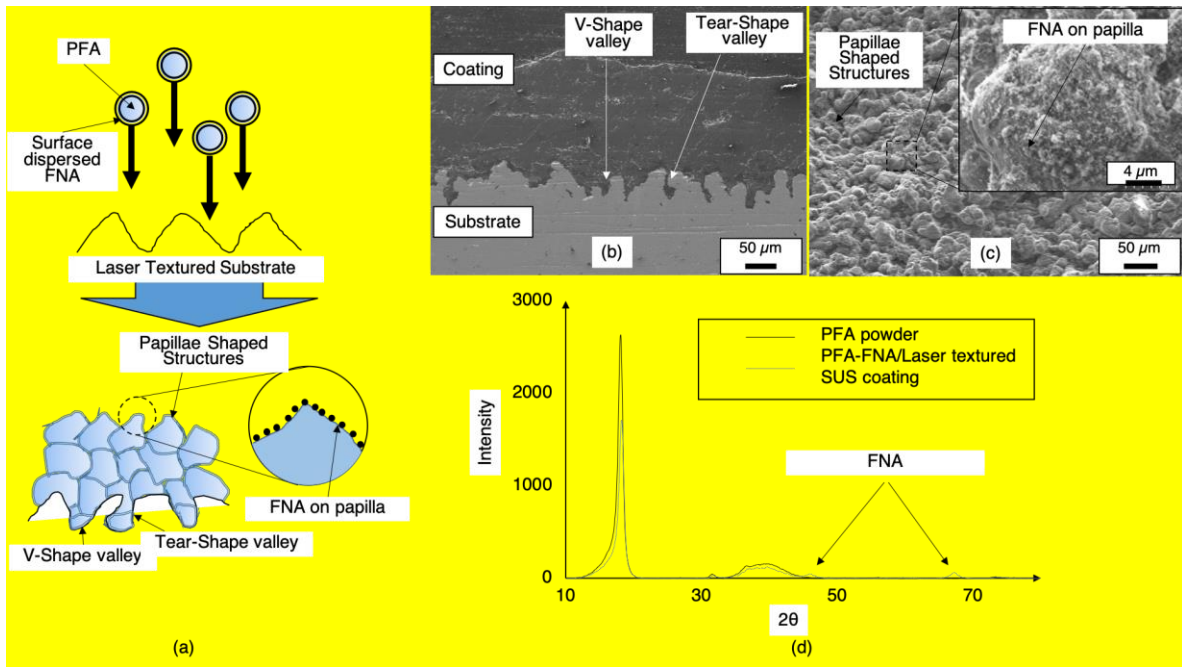 PFA
Surface
dispersed
FNA
Laser Textured Substrate
Papillae Shaped
Structures
FNA on papilla
Tear-Shape valley
V-Shape valley
(a)
V-Shape
valley
Tear-Shape
valley
Coating
Substrate
(b)
50 µm
Papillae
Shaped
Structures
FNA on papilla
4 µm
(c)
50 µm
3000
2000
1000
0
Intensity
PFA powder
PFA-FNA/Laser textured
SUS coating
FNA
10
30
50
70
2θ
(d)